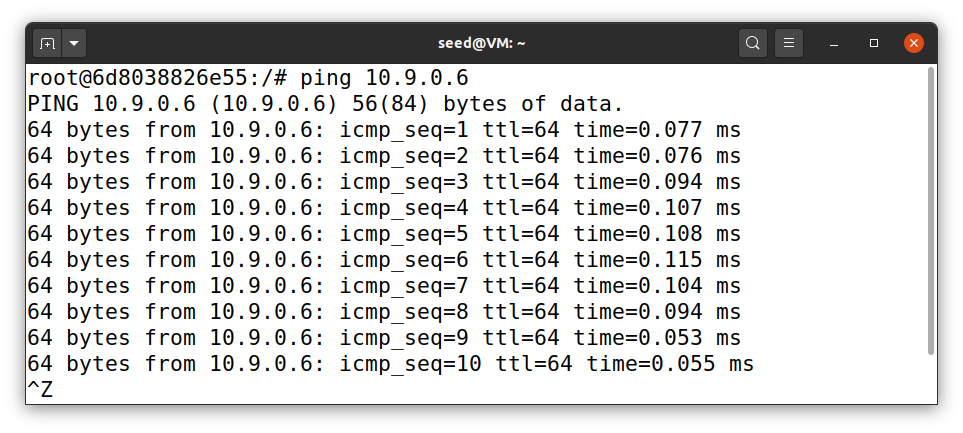 seed@VM: ~
root@6d8038826e55:/# ping 10.9.0.6
PING 10.9.0.6 (10.9.0.6) 56(84) bytes of data.
64 bytes from 10.9.0.6: icmp_seq=1 ttl=64 time=0.077 ms
64 bytes from 10.9.0.6: icmp_seq=2 ttl=64 time=0.076 ms
64 bytes from 10.9.0.6: icmp_seq=3 ttl=64 time=0.094 ms
64 bytes from 10.9.0.6: icmp_seq=4 ttl=64 time=0.107 ms
64 bytes from 10.9.0.6: icmp_seq=5 ttl=64 time=0.108 ms
64 bytes from 10.9.0.6: icmp_seq=6 ttl=64 time=0.115 ms
64 bytes from 10.9.0.6: icmp_seq=7 ttl=64 time=0.104 ms
64 bytes from 10.9.0.6: icmp_seq=8 ttl=64 time=0.094 ms
64 bytes from 10.9.0.6: icmp_seq=9 ttl=64 time=0.053 ms
64 bytes from 10.9.0.6: icmp_seq=10 ttl=64 time=0.055 ms
^Z